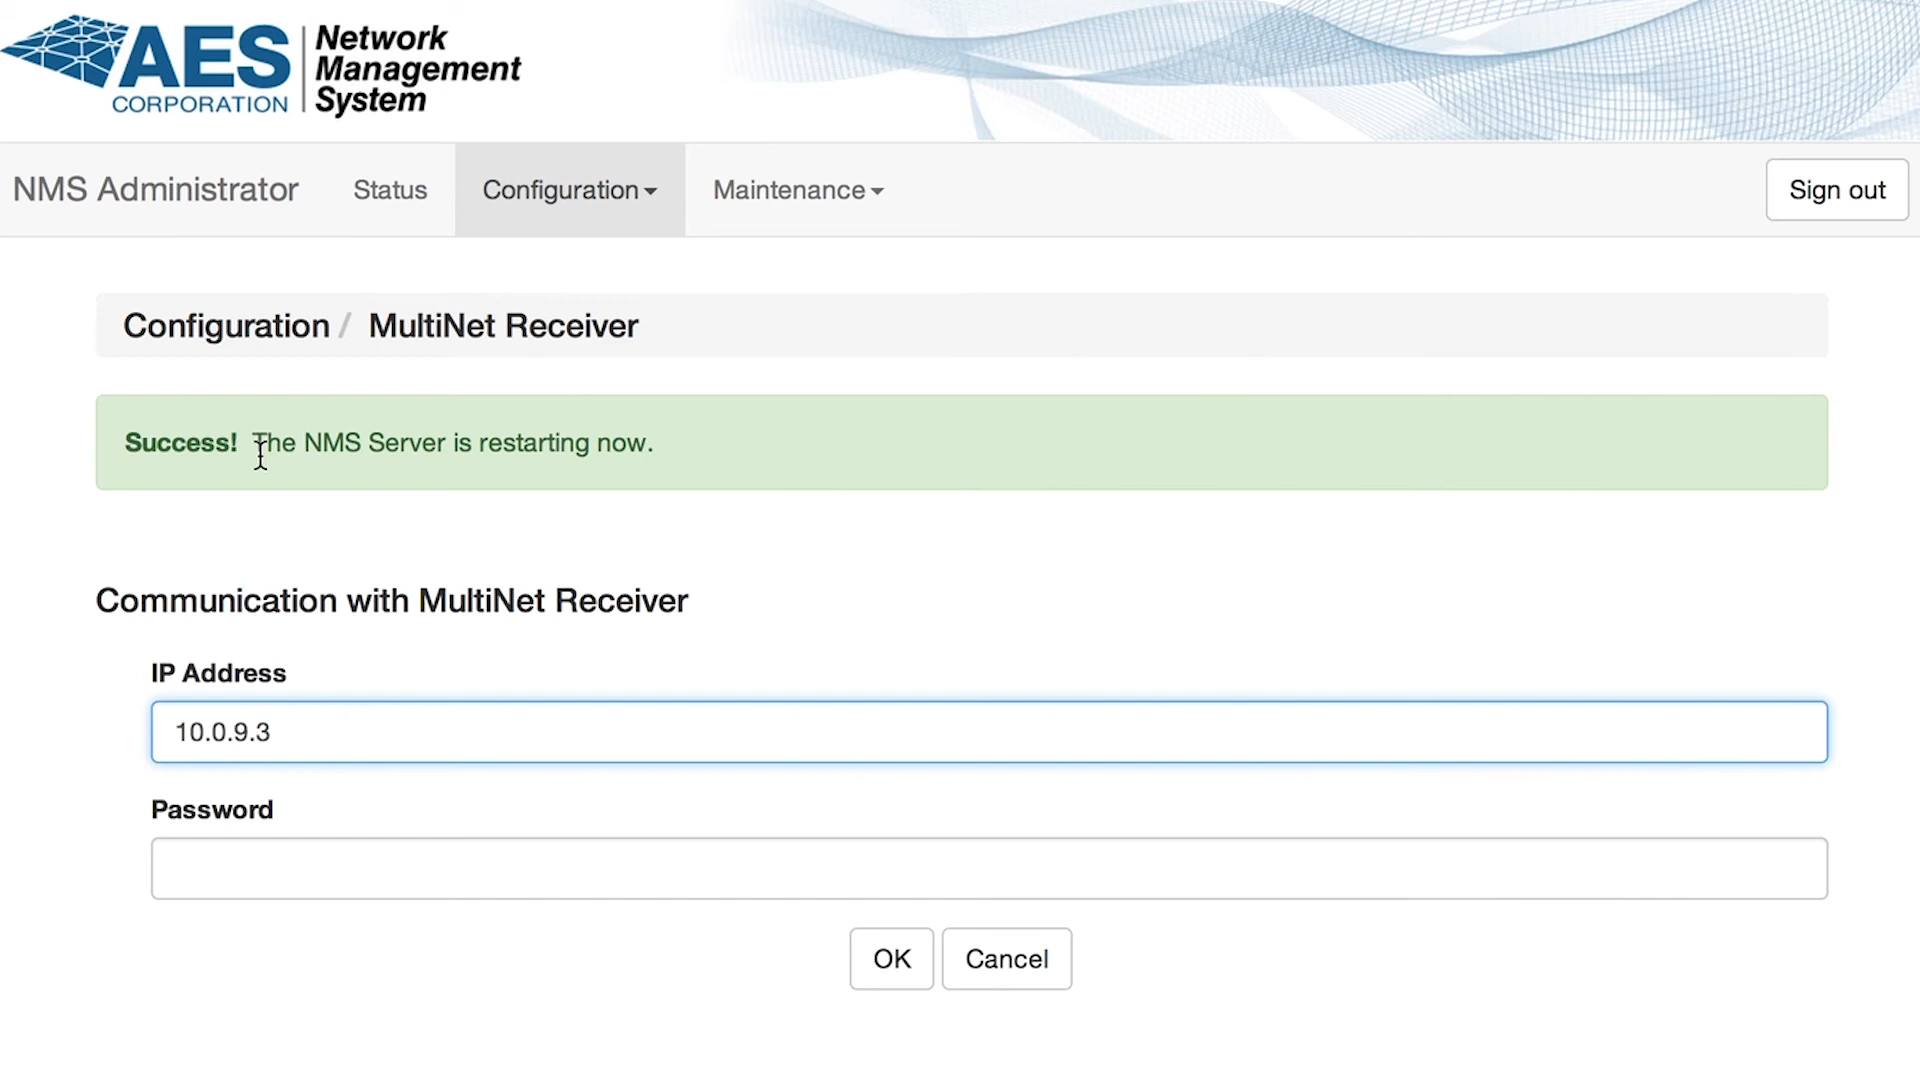 AES
CORPORATION
Network
Management
System
NMS Administrator Status Configuration Maintenance Sign out
Configuration / MultiNet Receiver
Success! The NMS Server is restarting now.
Communication with MultiNet Receiver
IP Address
10.0.9.3
Password
OK Cancel